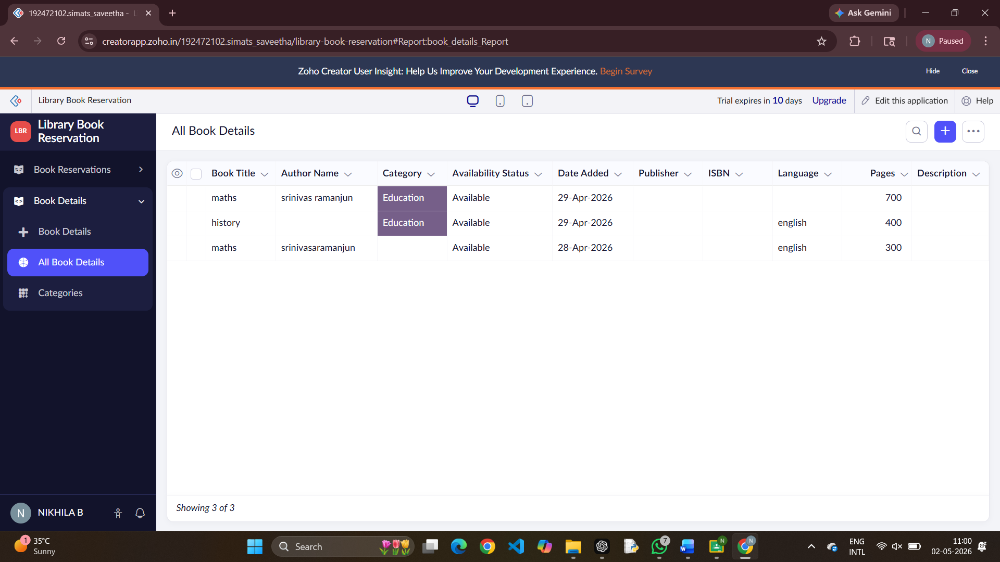 192472102.simats_saveetha - L
Ask Gemini
creatorapp.zoho.in/192472102.simats_saveetha/library-book-reservation#Report:book_details_Report
N Paused
Zoho Creator User Insight: Help Us Improve Your Development Experience. Begin Survey
Hide Close
Library Book Reservation
Trial expires in 10 days Upgrade Edit this application Help
LBR Library Book Reservation
All Book Details
Book Reservations
Book Details
Book Details
All Book Details
Categories
Book Title Author Name Category Availability Status Date Added Publisher ISBN Language Pages Description
maths srinivas ramanjun Education Available 29-Apr-2026 700
history Education Available 29-Apr-2026 english 400
maths srinivasaramanjun Available 28-Apr-2026 english 300
Showing 3 of 3
N NIKHILA B
1 35°C
Sunny
Search
7
N
N
ENG
INTL
11:00
02-05-2026